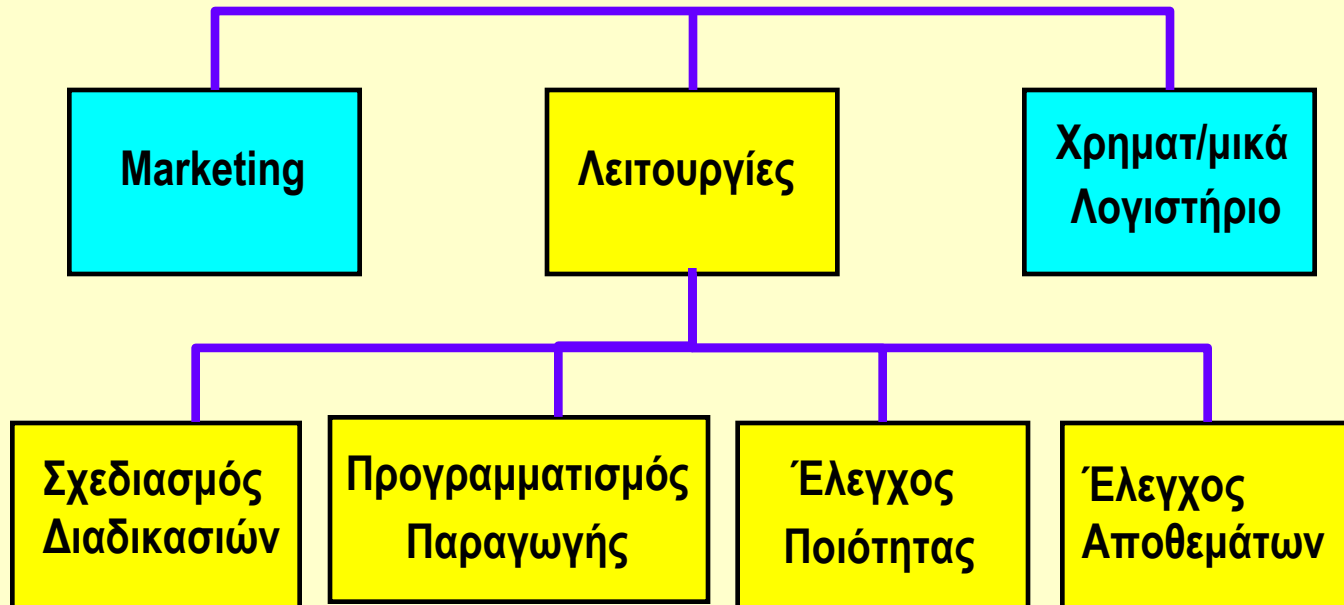 Marketing
Λειτουργίες
Χρηματ/μικά
Λογιστήριο
Σχεδιασμός
Διαδικασιών
Προγραμματισμός
Παραγωγής
Έλεγχος
Ποιότητας
Έλεγχος
Αποθεμάτων